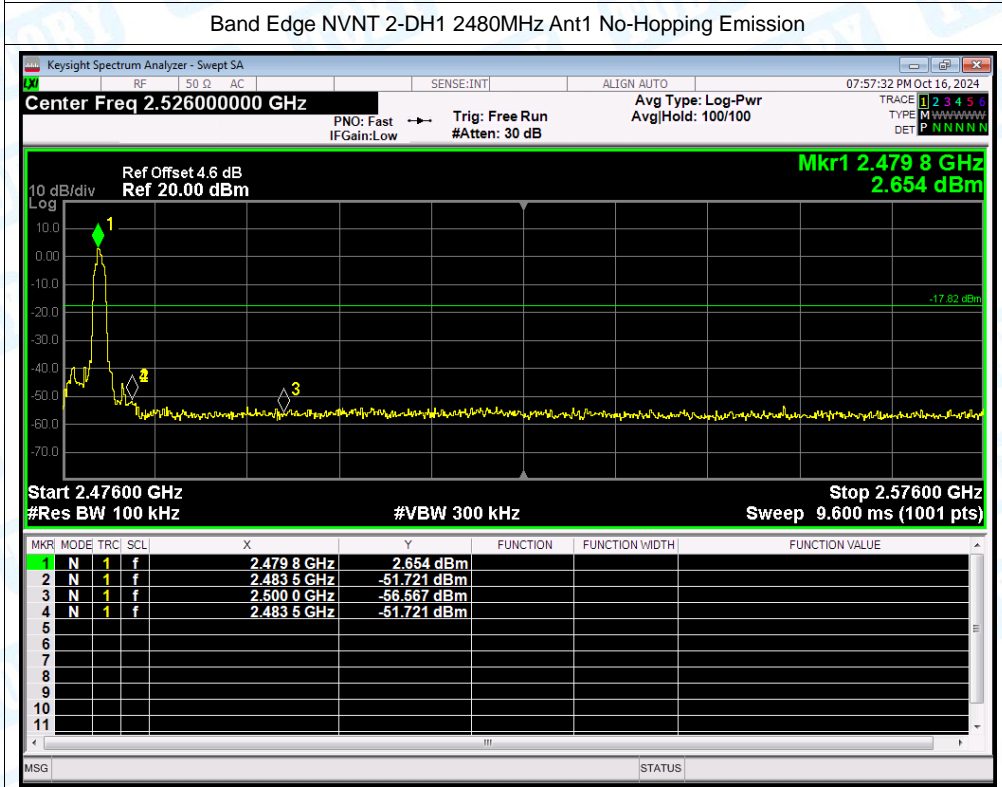 Band Edge NVNT 2-DH1 2480MHz Ant1 No-Hopping Emission
Keysight Spectrum Analyzer - Swept SA
LXI RF 50 Ω AC SENSE:INT ALIGN AUTO 07:57:32 PM Oct 16, 2024
Center Freq 2.526000000 GHz
PNO: Fast
IFGain:Low
Trig: Free Run
#Atten: 30 dB
Avg Type: Log-Pwr
Avg|Hold: 100/100
TRACE 1 2 3 4 5 6
TYPE M WWWWW
DET P N N N N N
Mkr1 2.479 8 GHz
2.654 dBm
Ref Offset 4.6 dB
10 dB/div Ref 20.00 dBm
Log
10.0
0.00
-10.0
-20.0
-30.0
-40.0
-50.0
-60.0
-70.0
1
-17.82 dBm
3
Start 2.47600 GHz Stop 2.57600 GHz
#Res BW 100 kHz #VBW 300 kHz Sweep 9.600 ms (1001 pts)
MKR MODE TRC SCL X Y FUNCTION FUNCTION WIDTH FUNCTION VALUE
1 N 1 f 2.479 8 GHz 2.654 dBm
2 N 1 f 2.483 5 GHz -51.721 dBm
3 N 1 f 2.500 0 GHz -56.567 dBm
4 N 1 f 2.483 5 GHz -51.721 dBm
5
6
7
8
9
10
11
MSG STATUS